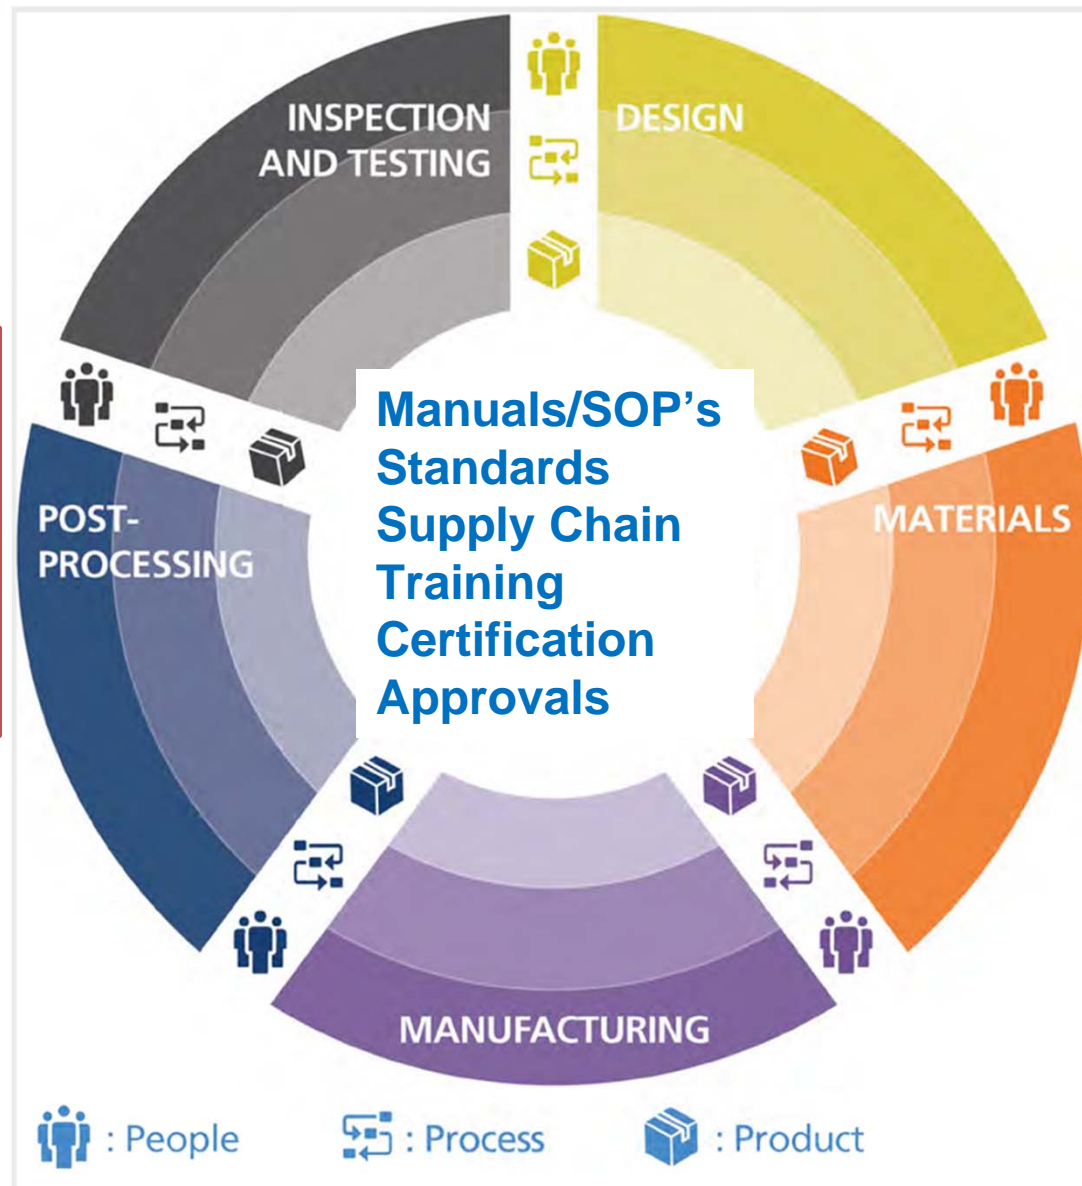 INSPECTION
AND TESTING
DESIGN
Manuals/SOP’s
Standards
Supply Chain
Training
Certification
Approvals
POST-
PROCESSING
MATERIALS
MANUFACTURING
: People
: Process
: Product